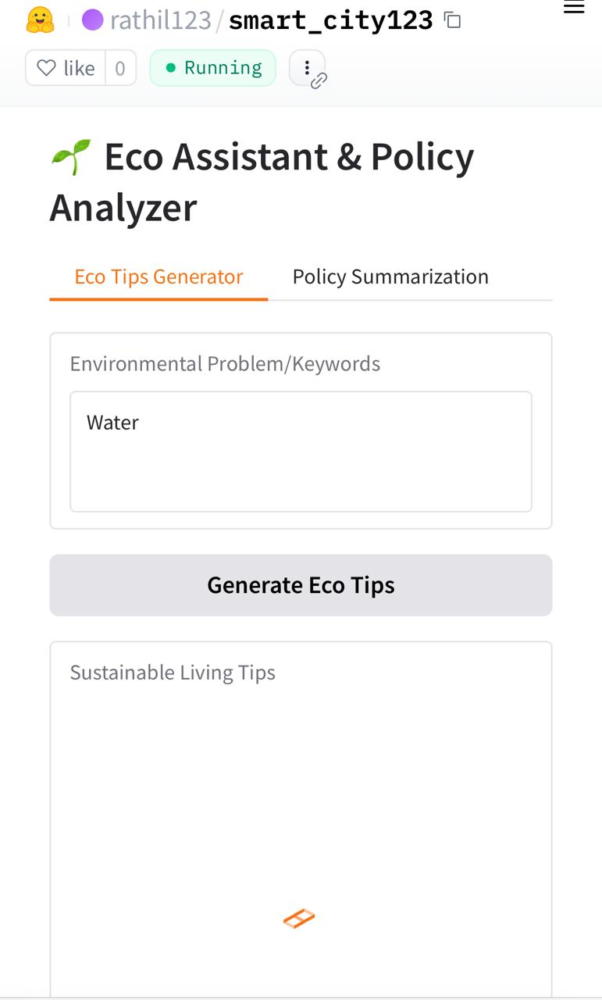 rathil123/smart_city123
like 0 Running
Eco Assistant & Policy
Analyzer
Eco Tips Generator Policy Summarization
Environmental Problem/Keywords
Water
Generate Eco Tips
Sustainable Living Tips